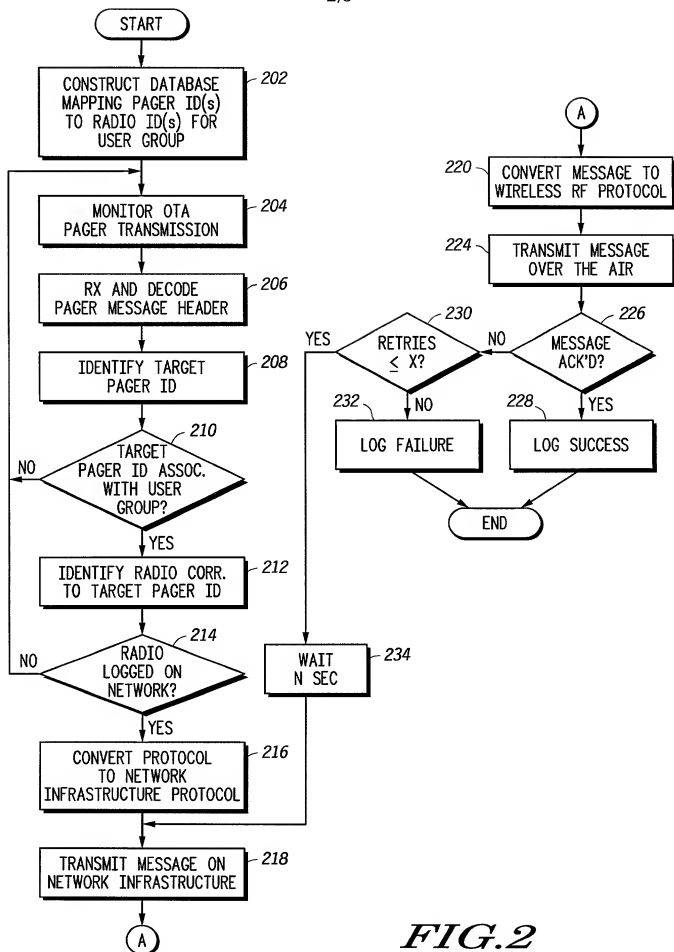 START
CONSTRUCT DATABASE
MAPPING PAGER ID(s)
TO RADIO ID(s) FOR
USER GROUP
202
MONITOR OTA
PAGER TRANSMISSION
204
RX AND DECODE
PAGER MESSAGE HEADER
206
IDENTIFY TARGET
PAGER ID
208
210
TARGET
PAGER ID ASSOC.
WITH USER
GROUP?
NO
YES
IDENTIFY RADIO CORR.
TO TARGET PAGER ID
212
214
RADIO
LOGGED ON
NETWORK?
NO
YES
CONVERT PROTOCOL
TO NETWORK
INFRASTRUCTURE PROTOCOL
216
TRANSMIT MESSAGE ON
NETWORK INFRASTRUCTURE
218
A
A
220
CONVERT MESSAGE TO
WIRELESS RF PROTOCOL
224
TRANSMIT MESSAGE
OVER THE AIR
226
MESSAGE
ACK'D?
NO
YES
230
RETRIES
≤ X?
YES
NO
232
LOG FAILURE
228
LOG SUCCESS
END
WAIT
N SEC
234
FIG.2